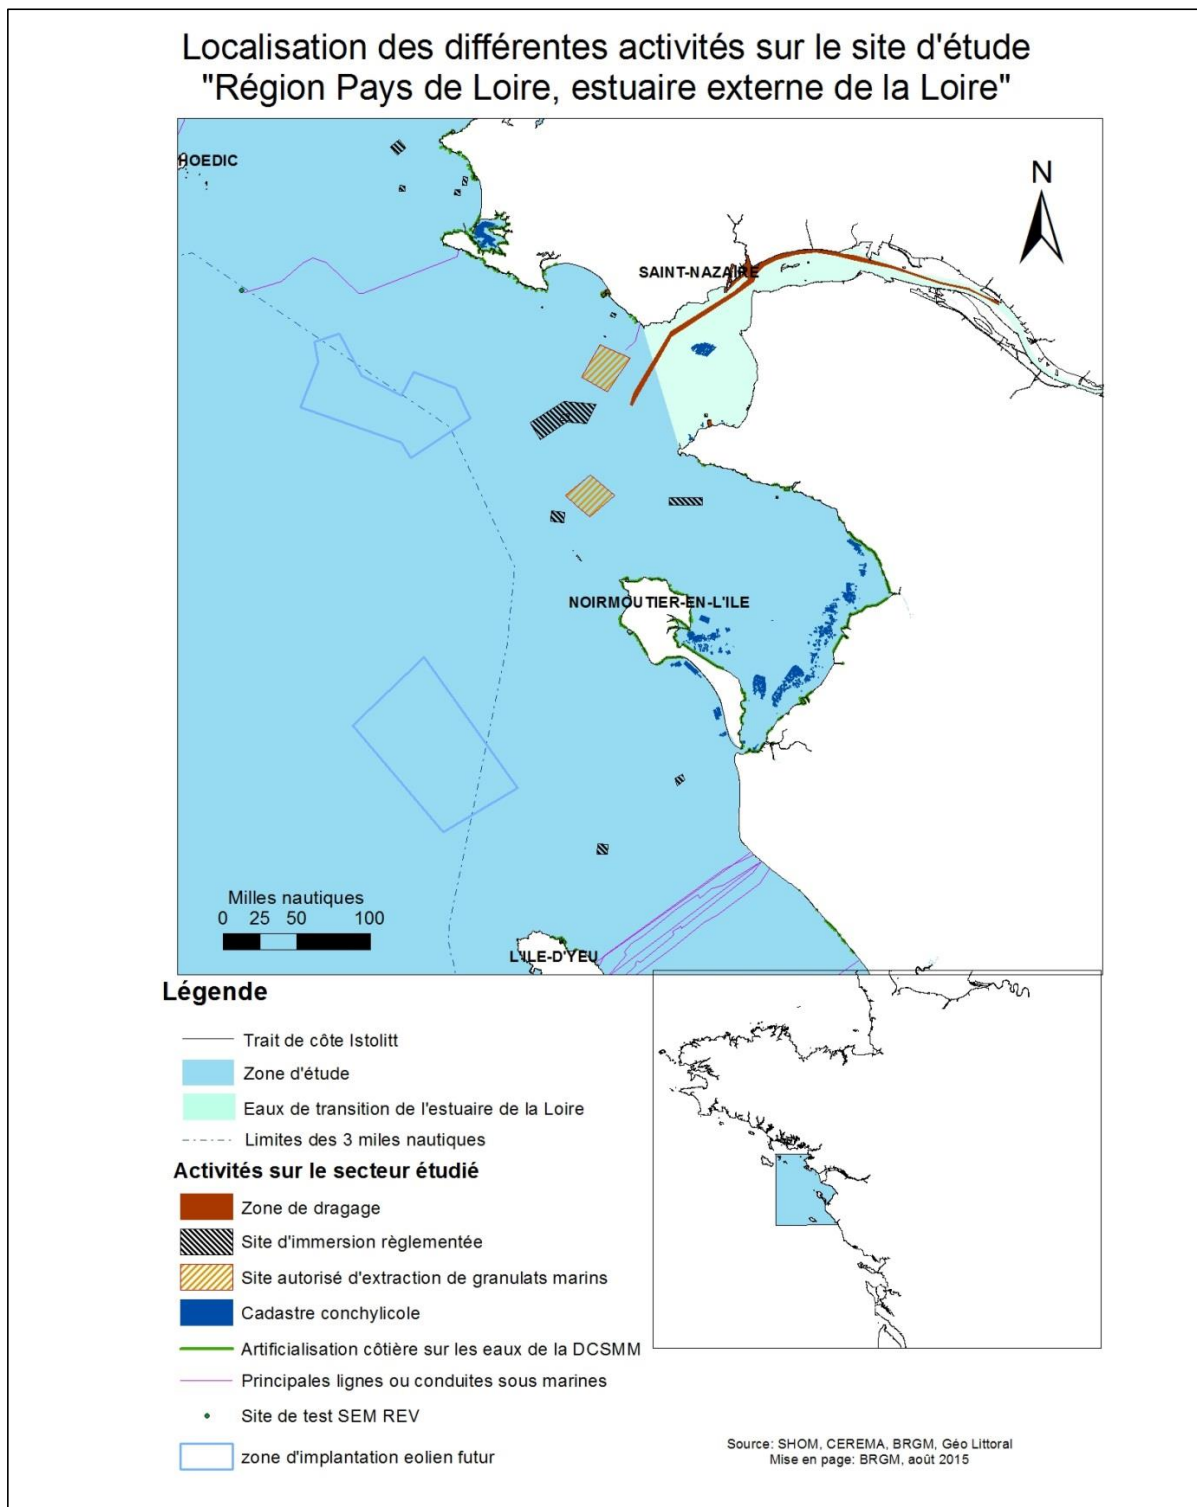 Localisation des différentes activités sur le site d'étude
"Région Pays de Loire, estuaire externe de la Loire"
HOEDIC
N
SAINT-NAZAIRE
NOIRMOUTIER-EN-L'ILE
Milles nautiques
0 25 50 100
L'ILE-D'YEU
Légende
Trait de côte Istolitt
Zone d'étude
Eaux de transition de l'estuaire de la Loire
Limites des 3 miles nautiques
Activités sur le secteur étudié
Zone de dragage
Site d'immersion règlementée
Site autorisé d'extraction de granulats marins
Cadastre conchylicole
Artificialisation côtière sur les eaux de la DCSMM
Principales lignes ou conduites sous marines
Site de test SEM REV
zone d'implantation eolien futur
Source: SHOM, CEREMA, BRGM, Géo Littoral
Mise en page: BRGM, août 2015